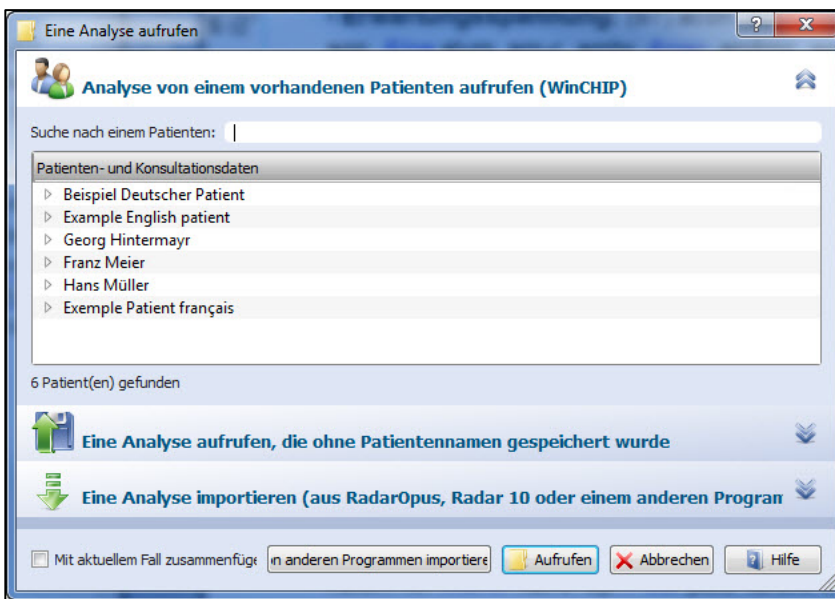 Eine Analyse aufrufen
Analyse von einem vorhandenen Patienten aufrufen (WinCHIP)
Suche nach einem Patienten:
Patienten- und Konsultationsdaten
Beispiel Deutscher Patient
Example English patient
Georg Hintermayr
Franz Meier
Hans Müller
Exemple Patient français
6 Patient(en) gefunden
Eine Analyse aufrufen, die ohne Patientennamen gespeichert wurde
Eine Analyse importieren (aus RadarOpus, Radar 10 oder einem anderen Program
Mit aktuellem Fall zusammenfüge n anderen Programmen importiere Aufrufen Abbrechen Hilfe